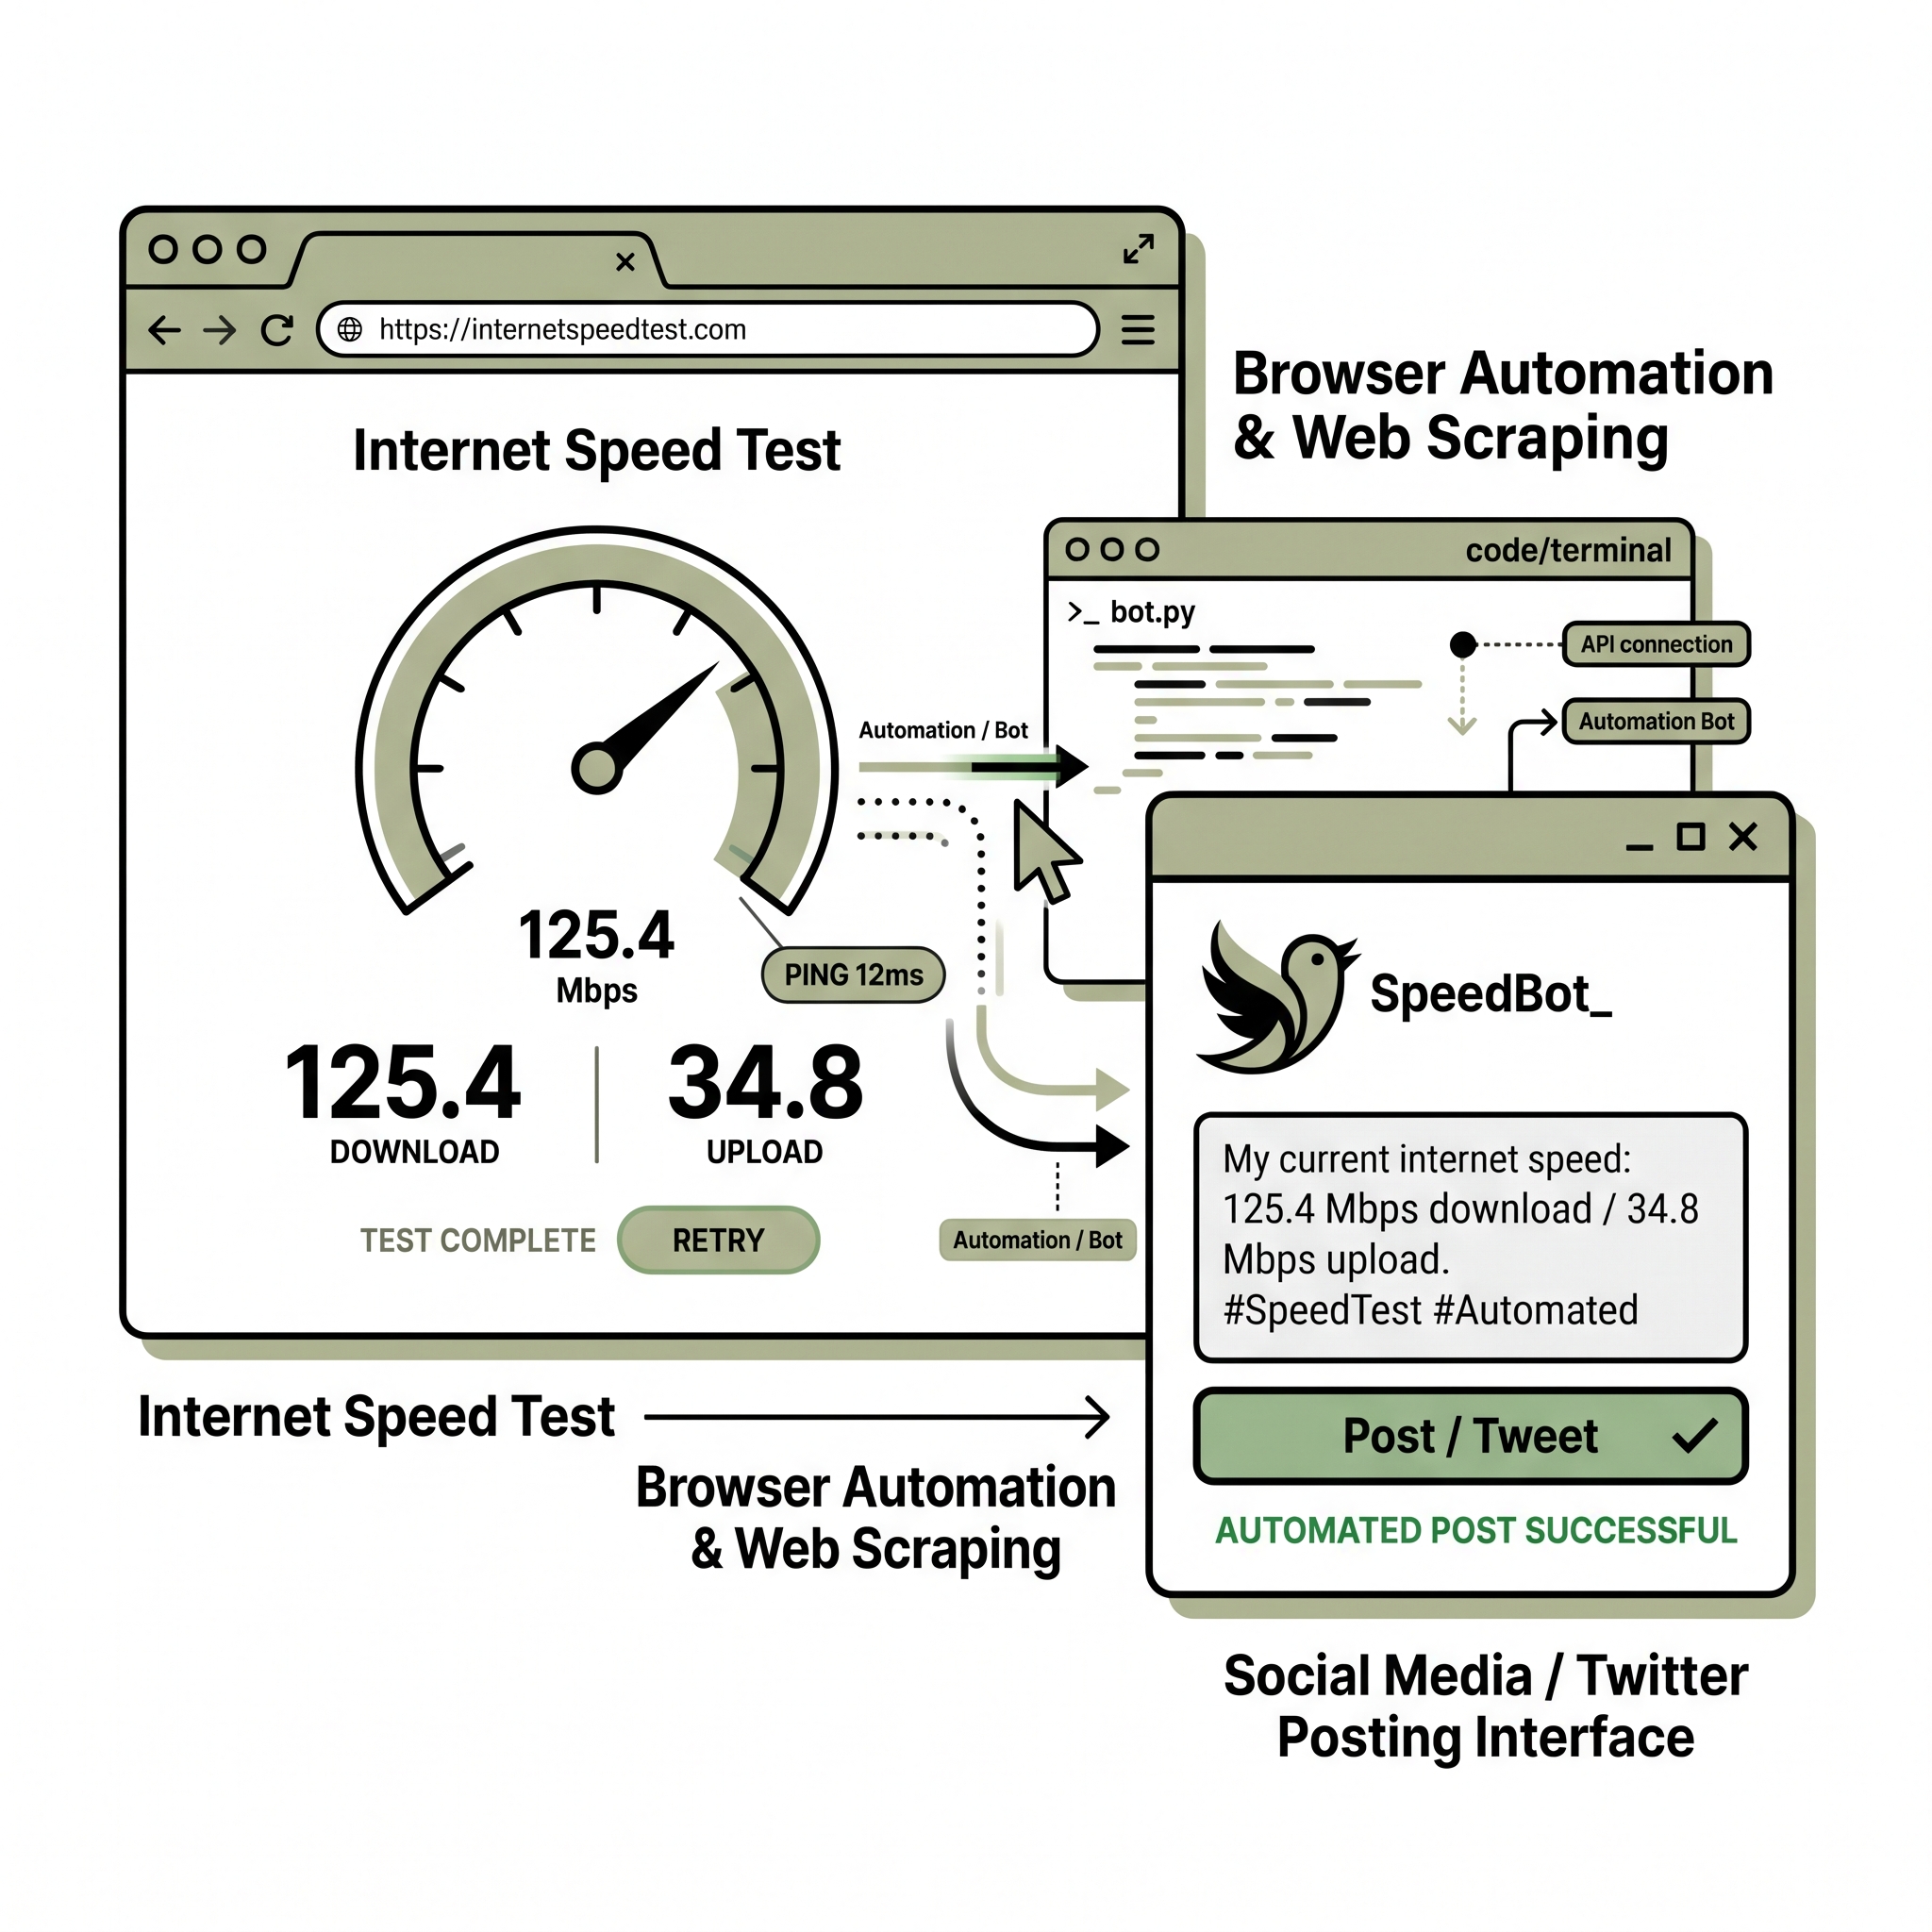 https://internetspeedtest.com
Internet Speed Test
125.4
Mbps
PING 12ms
125.4
DOWNLOAD
34.8
UPLOAD
TEST COMPLETE
RETRY
Automation / Bot
Automation / Bot
Browser Automation
& Web Scraping
code/terminal
>_ bot.py
API connection
Automation Bot
SpeedBot_
My current internet speed:
125.4 Mbps download / 34.8
Mbps upload.
#SpeedTest #Automated
Post / Tweet
AUTOMATED POST SUCCESSFUL
Internet Speed Test
Browser Automation
& Web Scraping
Social Media / Twitter
Posting Interface